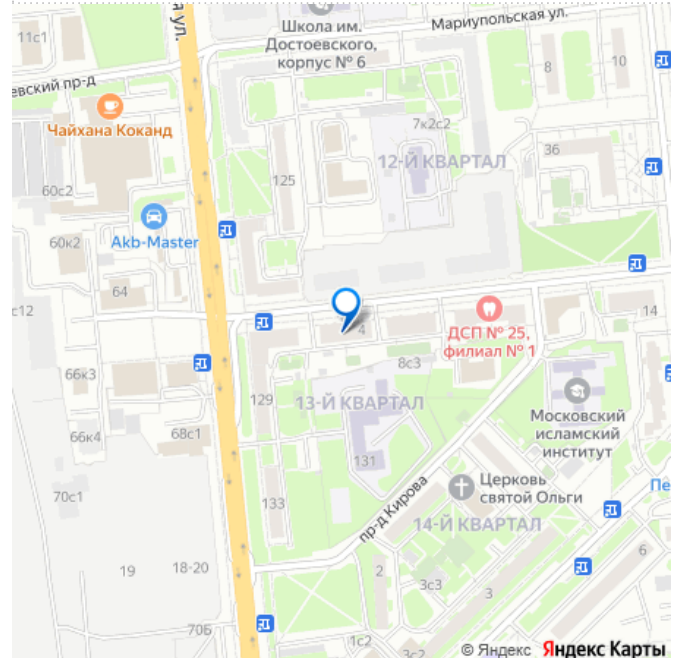 11с1
а ул.
Школа им.
Достоевского,
корпус № 6
Мариупольская ул.
8
10
евский пр-д
Чайхана Коканд
7к2с2
12-Й КВАРТАЛ
36
125
60с2
60к2
Akb-Master
64
с12
4
ДСП № 25,
филиал № 1
14
8с3
66к3
129
13-Й КВАРТАЛ
Московский
исламский
институт
66к4
68с1
131
70с1
133
пр-д Кирова
Церковь
святой Ольги
Пе
14-Й КВАРТАЛ
19
18-20
2
3с3
3
6
70Б
1с2
3с2
© Яндекс Яндекс Карты